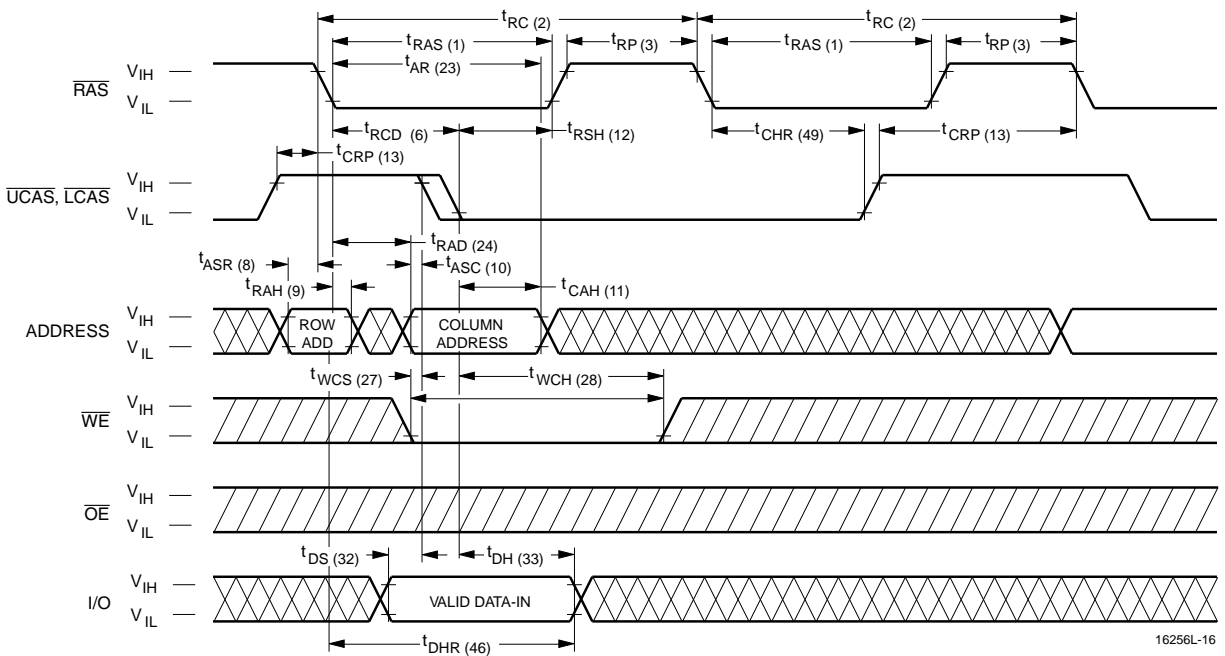 tRC (2) tRC (2)
tRAS (1) tRP (3) tRAS (1) tRP (3)
tAR (23)
RAS VIH
VIL
tRCD (6) tRSH (12) tCHR (49) tCRP (13)
tCRP (13)
UCAS, LCAS VIH
VIL
tRAD (24)
tASR (8) tASC (10)
tRAH (9) tCAH (11)
ADDRESS VIH
VIL
ROW
ADD
COLUMN
ADDRESS
tWCS (27) tWCH (28)
WE VIH
VIL
OE VIH
VIL
tDS (32) tDH (33)
I/O VIH
VIL
VALID DATA-IN
tDHR (46)
16256L-16